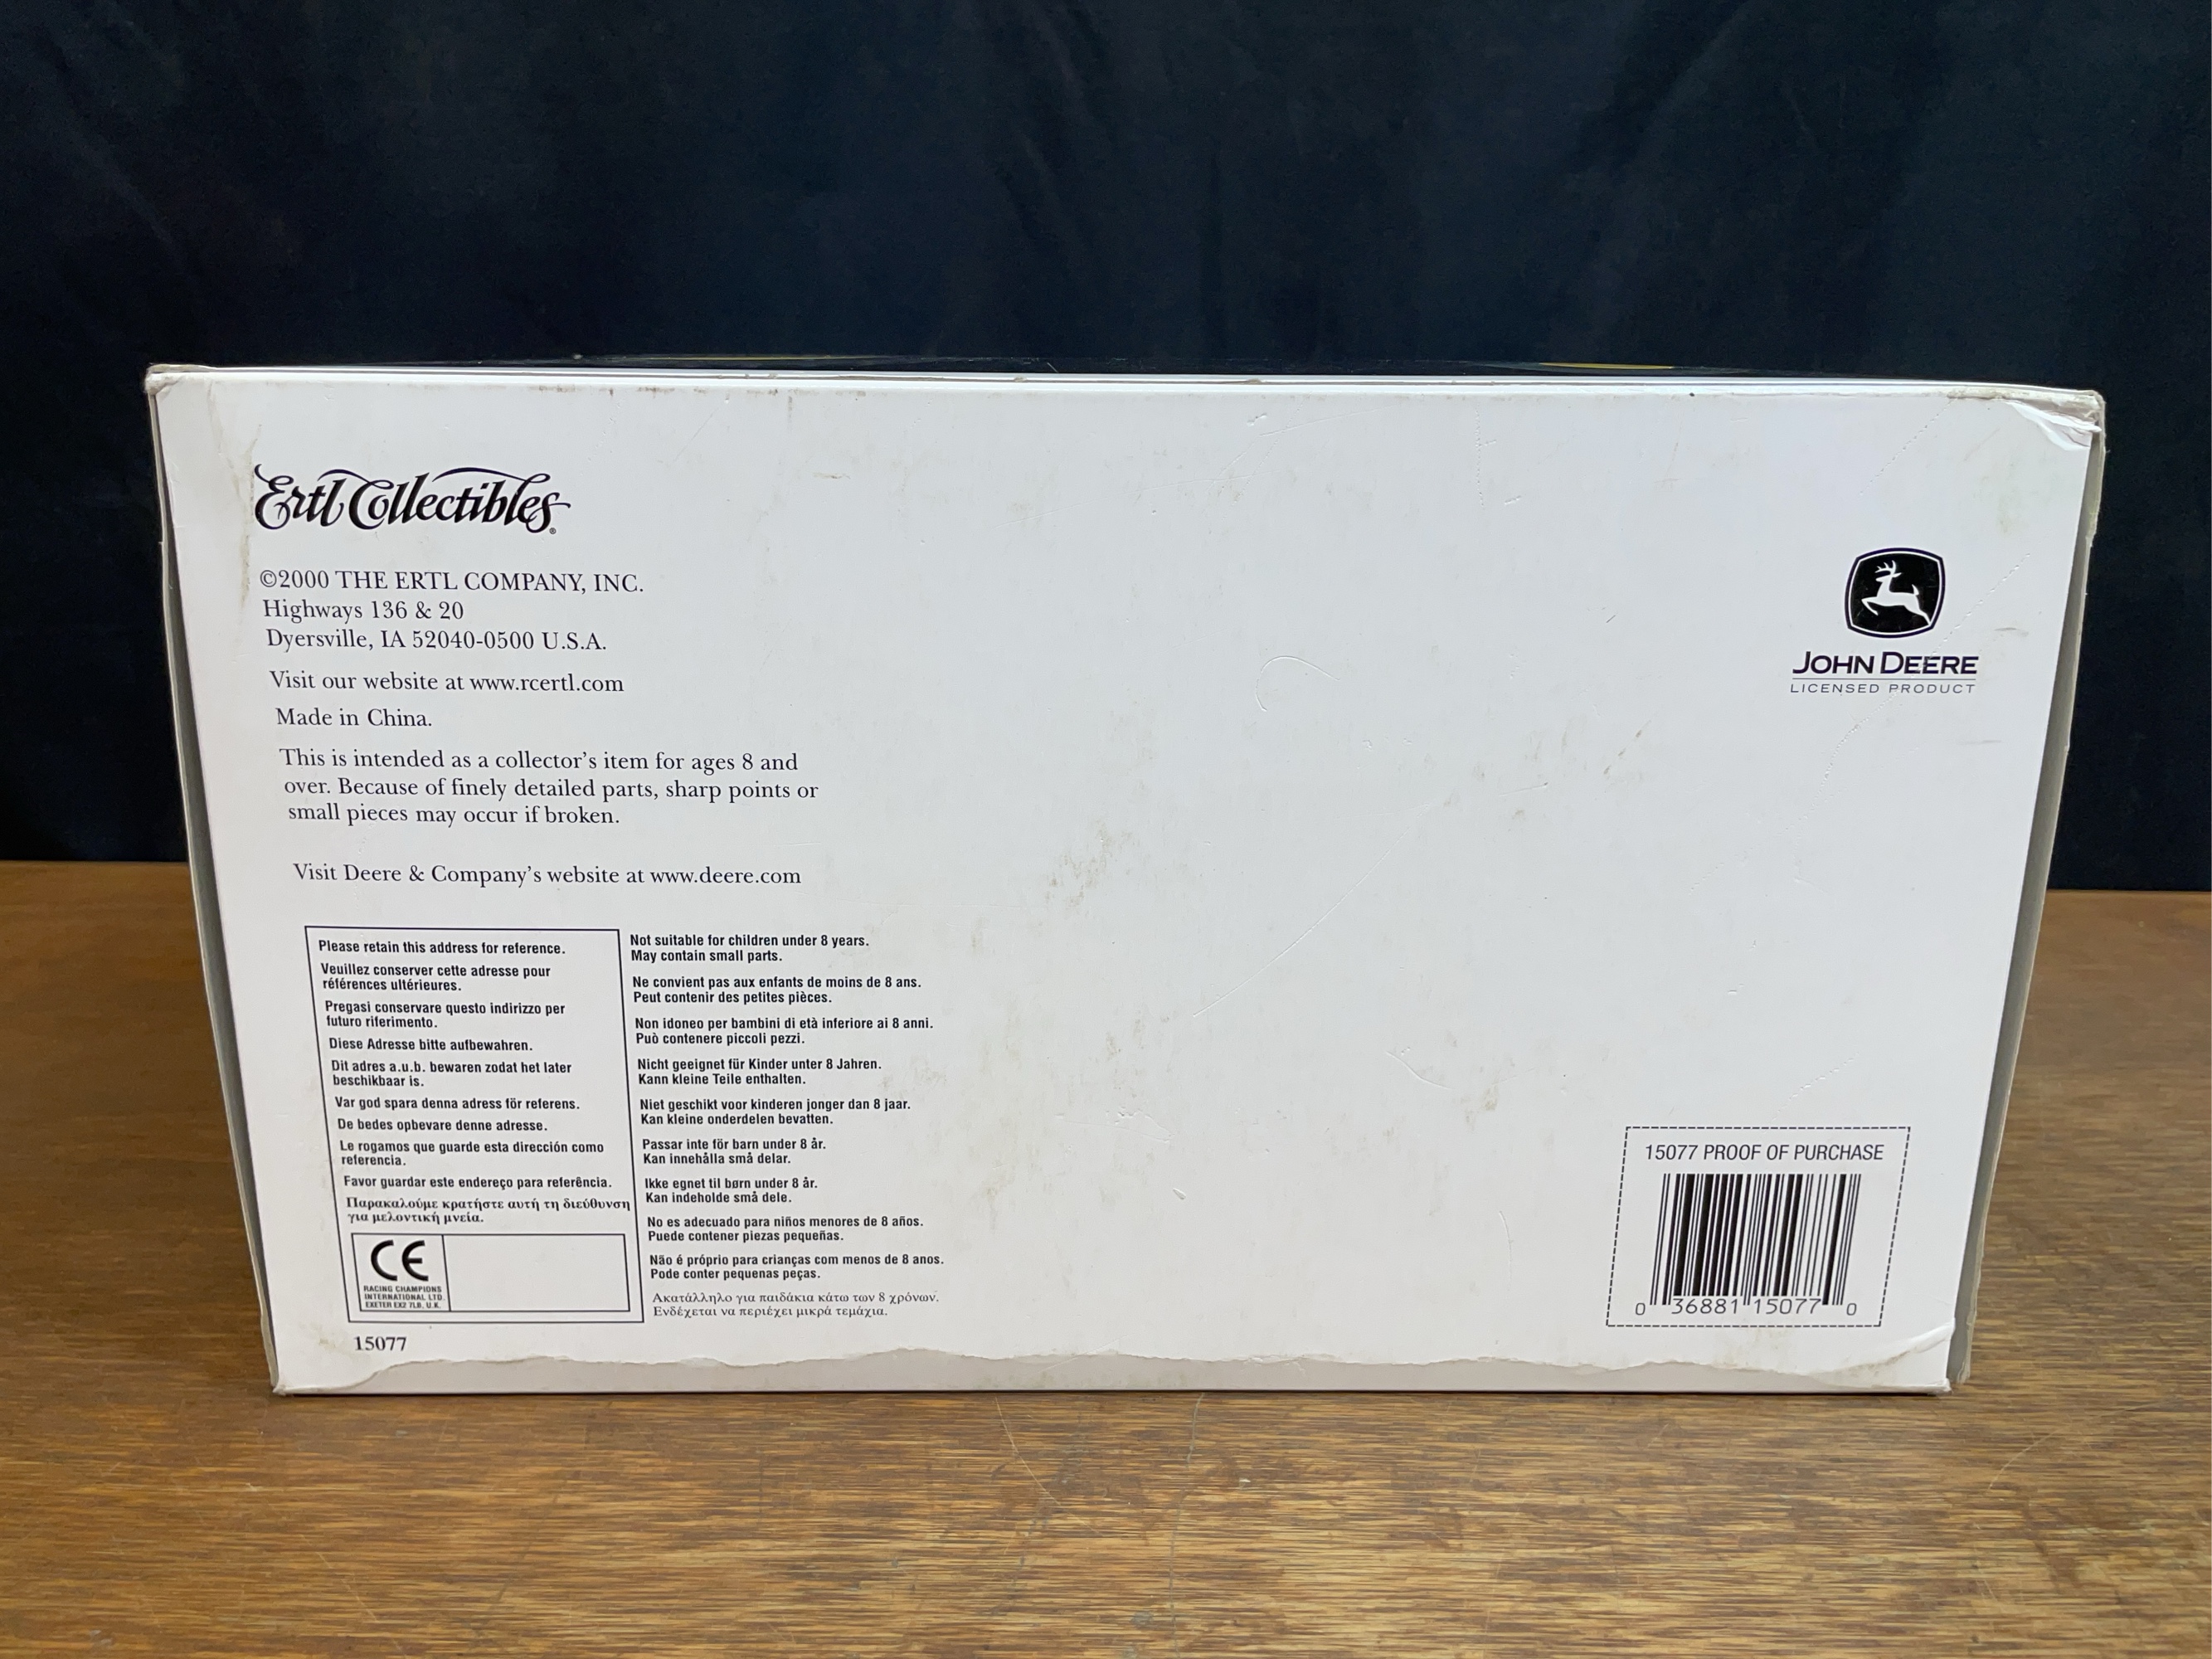 Ertl Collectibles®
©2000 THE ERTL COMPANY, INC.
Highways 136 & 20
Dyersville, IA 52040-0500 U.S.A.
Visit our website at www.rcertl.com
Made in China.
This is intended as a collector's item for ages 8 and
over. Because of finely detailed parts, sharp points or
small pieces may occur if broken.
Visit Deere & Company's website at www.deere.com
Please retain this address for reference.
Veuillez conserver cette adresse pour
références ultérieures.
Pregasi conservare questo indirizzo per
futuro riferimento.
Diese Adresse bitte aufbewahren.
Dit adres a.u.b. bewaren zodat het later
beschikbaar is.
Var god spara denna adress för referens.
De bedes opbevare denne adresse.
Le rogamos que guarde esta dirección como
referencia.
Favor guardar este endereço para referência.
Παρακαλούμε κρατήστε αυτή τη διεύθυνση
για μελοντική μνεία.
CE
RACING CHAMPIONS
INTERNATIONAL LTD.
EXETER EX2 7LB, U.K.
15077
Not suitable for children under 8 years.
May contain small parts.
Ne convient pas aux enfants de moins de 8 ans.
Peut contenir des petites pièces.
Non idoneo per bambini di età inferiore ai 8 anni.
Può contenere piccoli pezzi.
Nicht geeignet für Kinder unter 8 Jahren.
Kann kleine Teile enthalten.
Niet geschikt voor kinderen jonger dan 8 jaar.
Kan kleine onderdelen bevatten.
Passar inte för barn under 8 år.
Kan innehålla små delar.
Ikke egnet til børn under 8 år.
Kan indeholde små dele.
No es adecuado para niños menores de 8 años.
Puede contener piezas pequeñas.
Não é próprio para crianças com menos de 8 anos.
Pode conter pequenas peças.
Ακατάλληλο για παιδάκια κάτω των 8 χρόνων.
Ενδέχεται να περιέχει μικρά τεμάχια.
JOHN DEERE
LICENSED PRODUCT
15077 PROOF OF PURCHASE
0 36881 15077 0